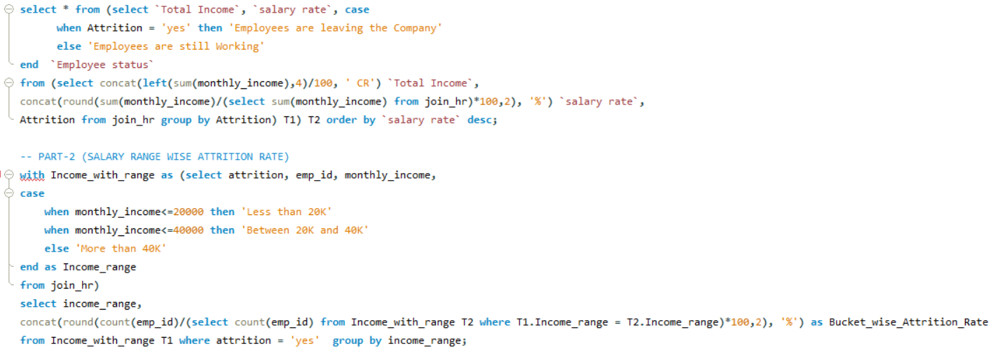 select * from (select `Total Income`, `salary rate`, case
when Attrition = 'yes' then 'Employees are leaving the Company'
else 'Employees are still Working'
end `Employee status`
from (select concat(left(sum(monthly_income),4)/100, ' CR') `Total Income`,
concat(round(sum(monthly_income)/(select sum(monthly_income) from join_hr)*100,2), '%') `salary rate`,
Attrition from join_hr group by Attrition) T1) T2 order by `salary rate` desc;
-- PART-2 (SALARY RANGE WISE ATTRITION RATE)
with Income_with_range as (select attrition, emp_id, monthly_income,
case
when monthly_income<=20000 then 'Less than 20K'
when monthly_income<=40000 then 'Between 20K and 40K'
else 'More than 40K'
end as Income_range
from join_hr)
select income_range,
concat(round(count(emp_id)/(select count(emp_id) from Income_with_range T2 where T1.Income_range = T2.Income_range)*100,2), '%') as Bucket_wise_Attrition_Rate
from Income_with_range T1 where attrition = 'yes'  group by income_range;